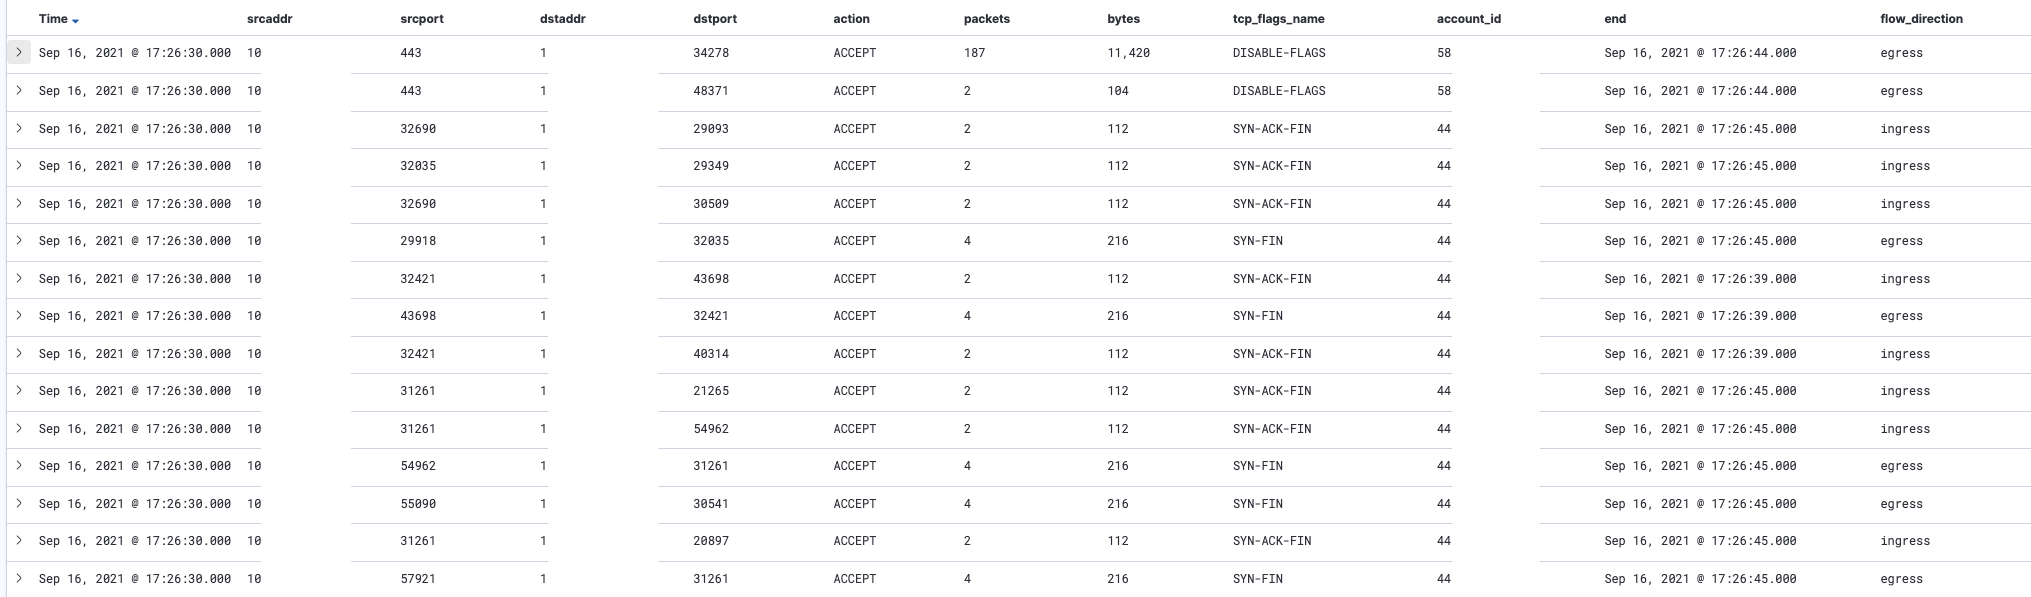 Time srcaddr srcport dstaddr dstport action packets bytes tcp_flags_name account_id end flow_direction
Sep 16, 2021 @ 17:26:30.000 10 443 1 34278 ACCEPT 187 11,420 DISABLE-FLAGS 58 Sep 16, 2021 @ 17:26:44.000 egress
Sep 16, 2021 @ 17:26:30.000 10 443 1 48371 ACCEPT 2 104 DISABLE-FLAGS 58 Sep 16, 2021 @ 17:26:44.000 egress
Sep 16, 2021 @ 17:26:30.000 10 32690 1 29093 ACCEPT 2 112 SYN-ACK-FIN 44 Sep 16, 2021 @ 17:26:45.000 ingress
Sep 16, 2021 @ 17:26:30.000 10 32035 1 29349 ACCEPT 2 112 SYN-ACK-FIN 44 Sep 16, 2021 @ 17:26:45.000 ingress
Sep 16, 2021 @ 17:26:30.000 10 32690 1 30509 ACCEPT 2 112 SYN-ACK-FIN 44 Sep 16, 2021 @ 17:26:45.000 ingress
Sep 16, 2021 @ 17:26:30.000 10 29918 1 32035 ACCEPT 4 216 SYN-FIN 44 Sep 16, 2021 @ 17:26:45.000 egress
Sep 16, 2021 @ 17:26:30.000 10 32421 1 43698 ACCEPT 2 112 SYN-ACK-FIN 44 Sep 16, 2021 @ 17:26:39.000 ingress
Sep 16, 2021 @ 17:26:30.000 10 43698 1 32421 ACCEPT 4 216 SYN-FIN 44 Sep 16, 2021 @ 17:26:39.000 egress
Sep 16, 2021 @ 17:26:30.000 10 32421 1 40314 ACCEPT 2 112 SYN-ACK-FIN 44 Sep 16, 2021 @ 17:26:39.000 ingress
Sep 16, 2021 @ 17:26:30.000 10 31261 1 21265 ACCEPT 2 112 SYN-ACK-FIN 44 Sep 16, 2021 @ 17:26:45.000 ingress
Sep 16, 2021 @ 17:26:30.000 10 31261 1 54962 ACCEPT 2 112 SYN-ACK-FIN 44 Sep 16, 2021 @ 17:26:45.000 ingress
Sep 16, 2021 @ 17:26:30.000 10 54962 1 31261 ACCEPT 4 216 SYN-FIN 44 Sep 16, 2021 @ 17:26:45.000 egress
Sep 16, 2021 @ 17:26:30.000 10 55090 1 30541 ACCEPT 4 216 SYN-FIN 44 Sep 16, 2021 @ 17:26:45.000 egress
Sep 16, 2021 @ 17:26:30.000 10 31261 1 20897 ACCEPT 2 112 SYN-ACK-FIN 44 Sep 16, 2021 @ 17:26:45.000 ingress
Sep 16, 2021 @ 17:26:30.000 10 57921 1 31261 ACCEPT 4 216 SYN-FIN 44 Sep 16, 2021 @ 17:26:45.000 egress